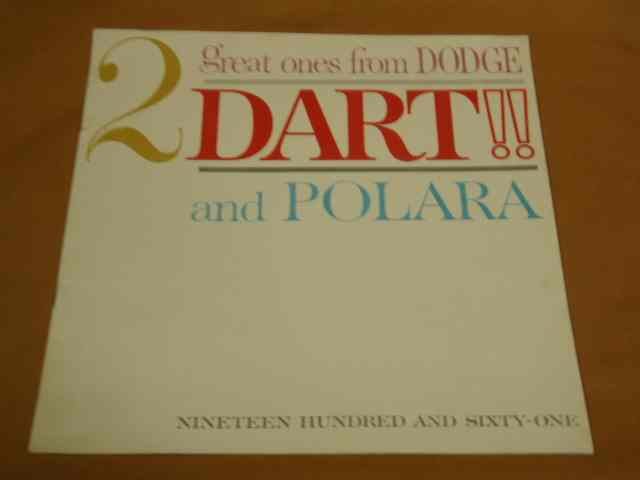 2 great ones from DODGE
DART!!
and POLARA
NINETEEN HUNDRED AND SIXTY-ONE